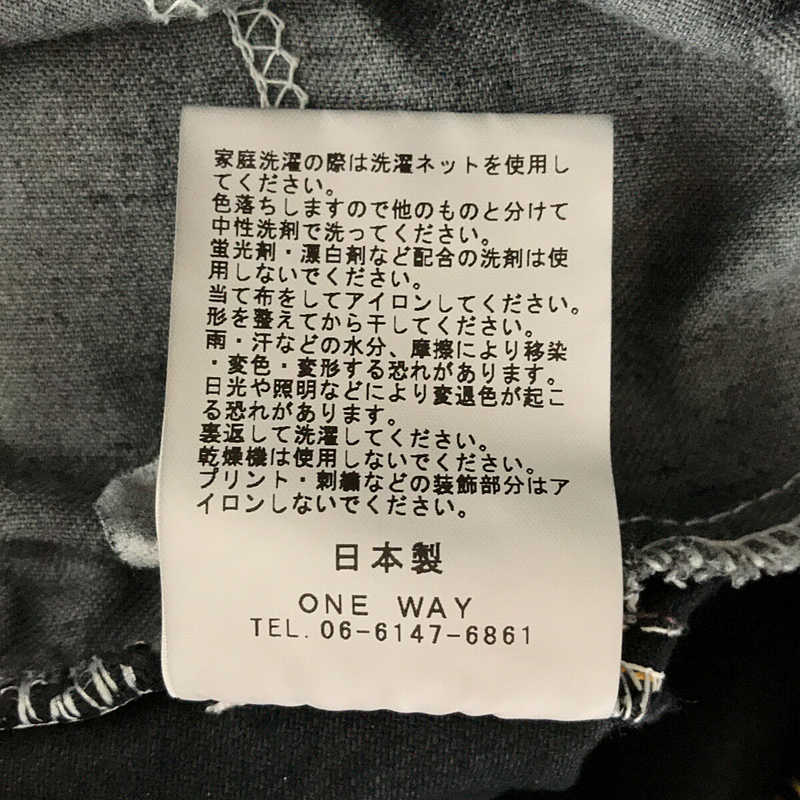 家庭洗濯の際は洗濯ネットを使用し
てください。
色落ちしますので他のものと分けて
中性洗剤で洗ってください。
蛍光剤・漂白剤など配合の洗剤は使
用しないでください。
当て布をしてアイロンしてください。
形を整えてから干してください。
雨・汗などの水分、摩擦により移染
・変色・変形する恐れがあります。
日光や照明などにより変退色が起こ
る恐れがあります。
裏返して洗濯してください。
乾燥機は使用しないでください。
プリント・刺繍などの装飾部分はア
イロンしないでください。
日本製
ONE WAY
TEL. 06-6147-6861